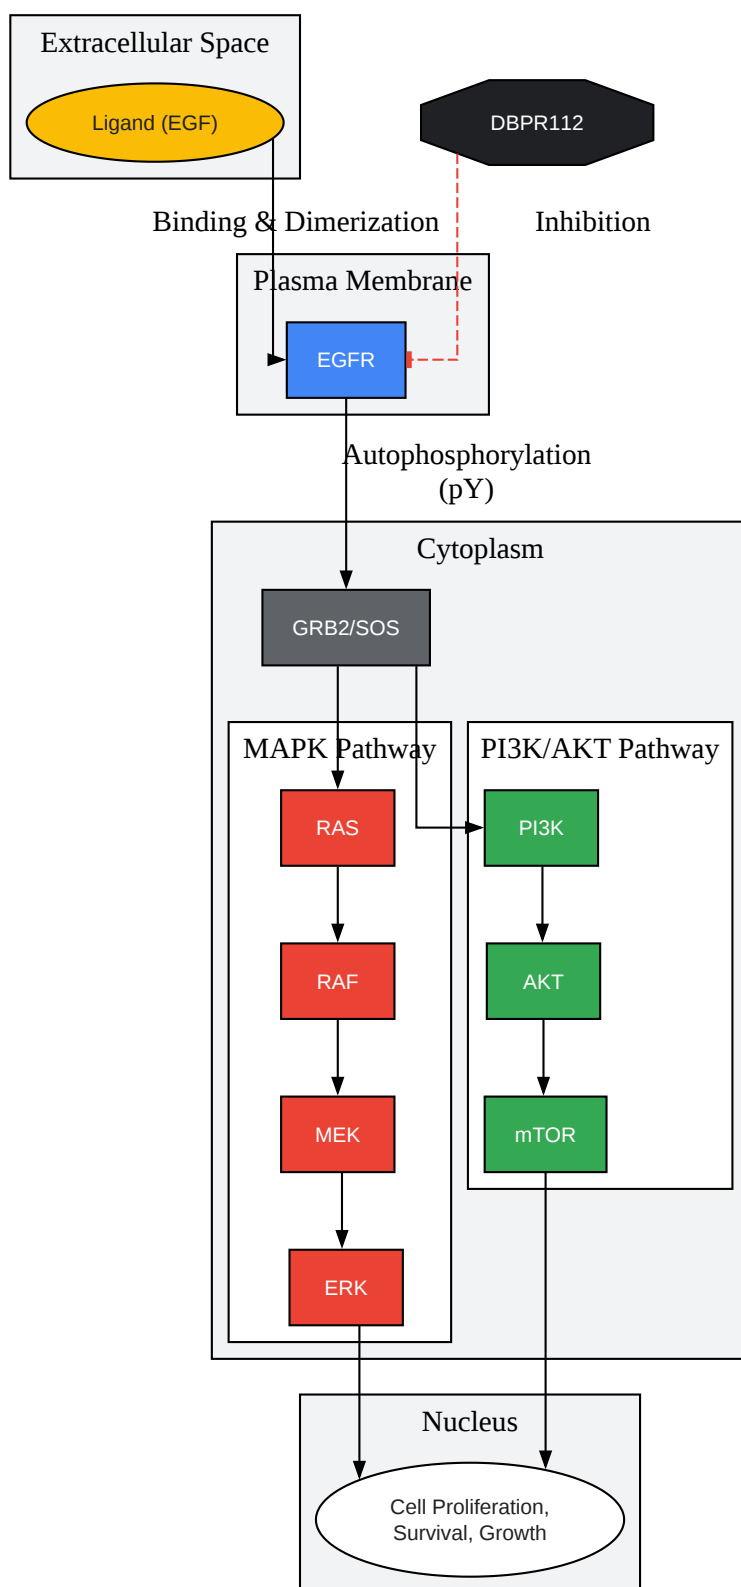 Extracellular Space
Ligand (EGF)
DBPR112
Binding & Dimerization
Inhibition
Plasma Membrane
EGFR
Autophosphorylation
(pY)
Cytoplasm
GRB2/SOS
MAPK Pathway
PI3K/AKT Pathway
RAS
PI3K
RAF
AKT
MEK
mTOR
ERK
Nucleus
Cell Proliferation,
Survival, Growth